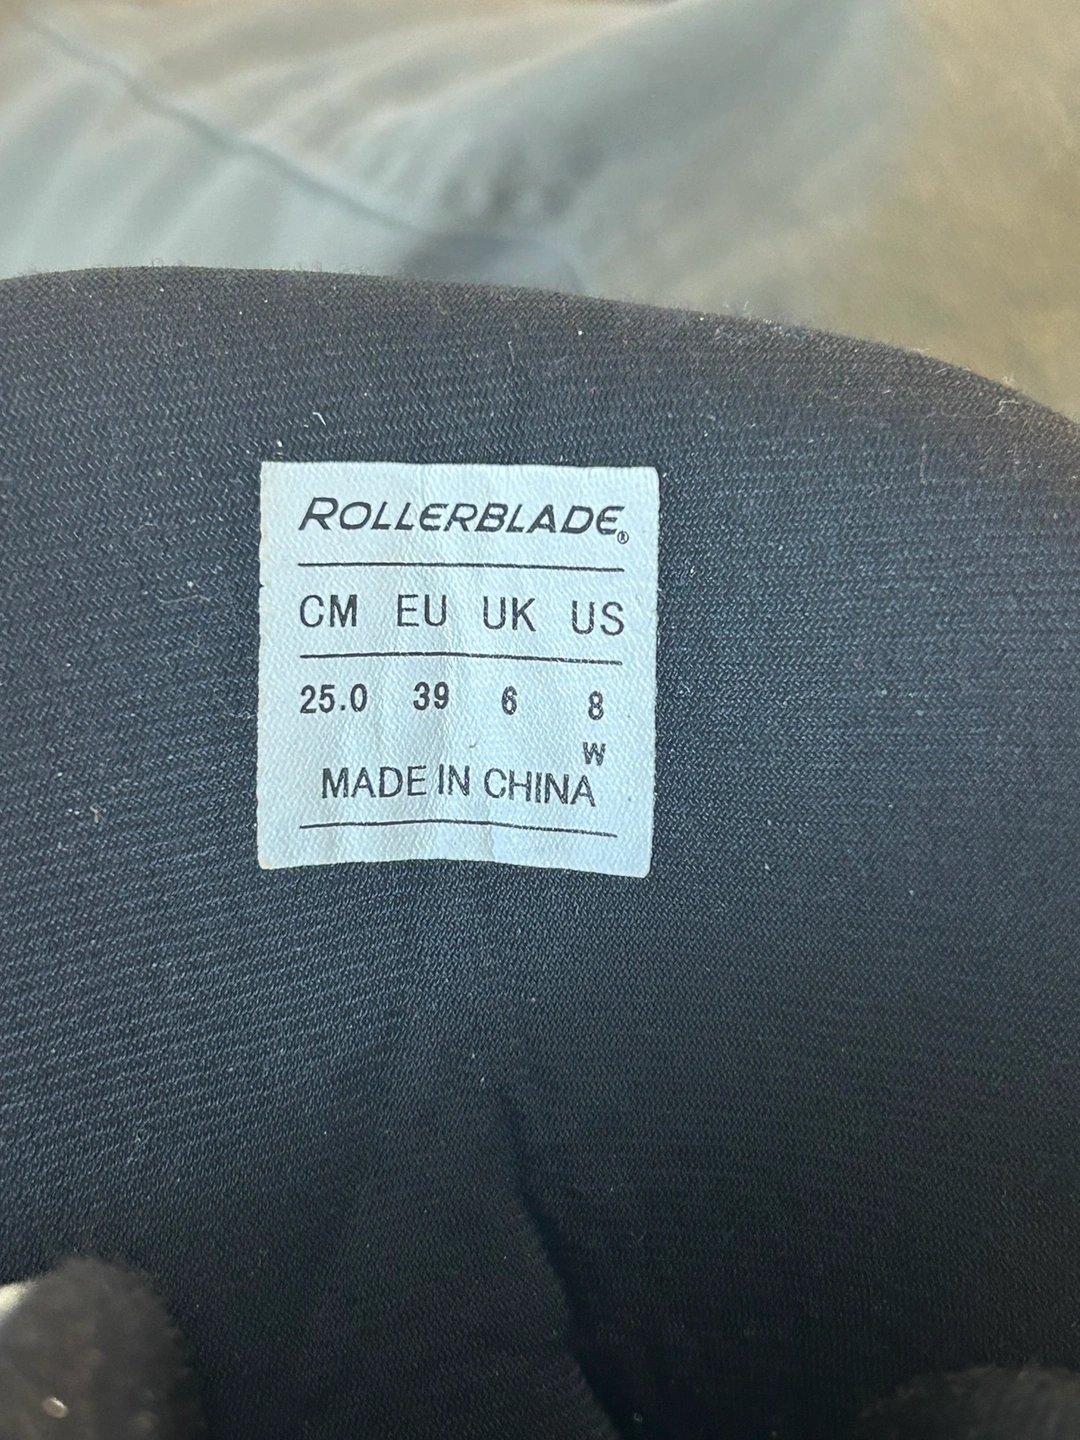 ROLLERBLADE®
CM EU UK US
25.0 39 6 8
W
MADE IN CHINA